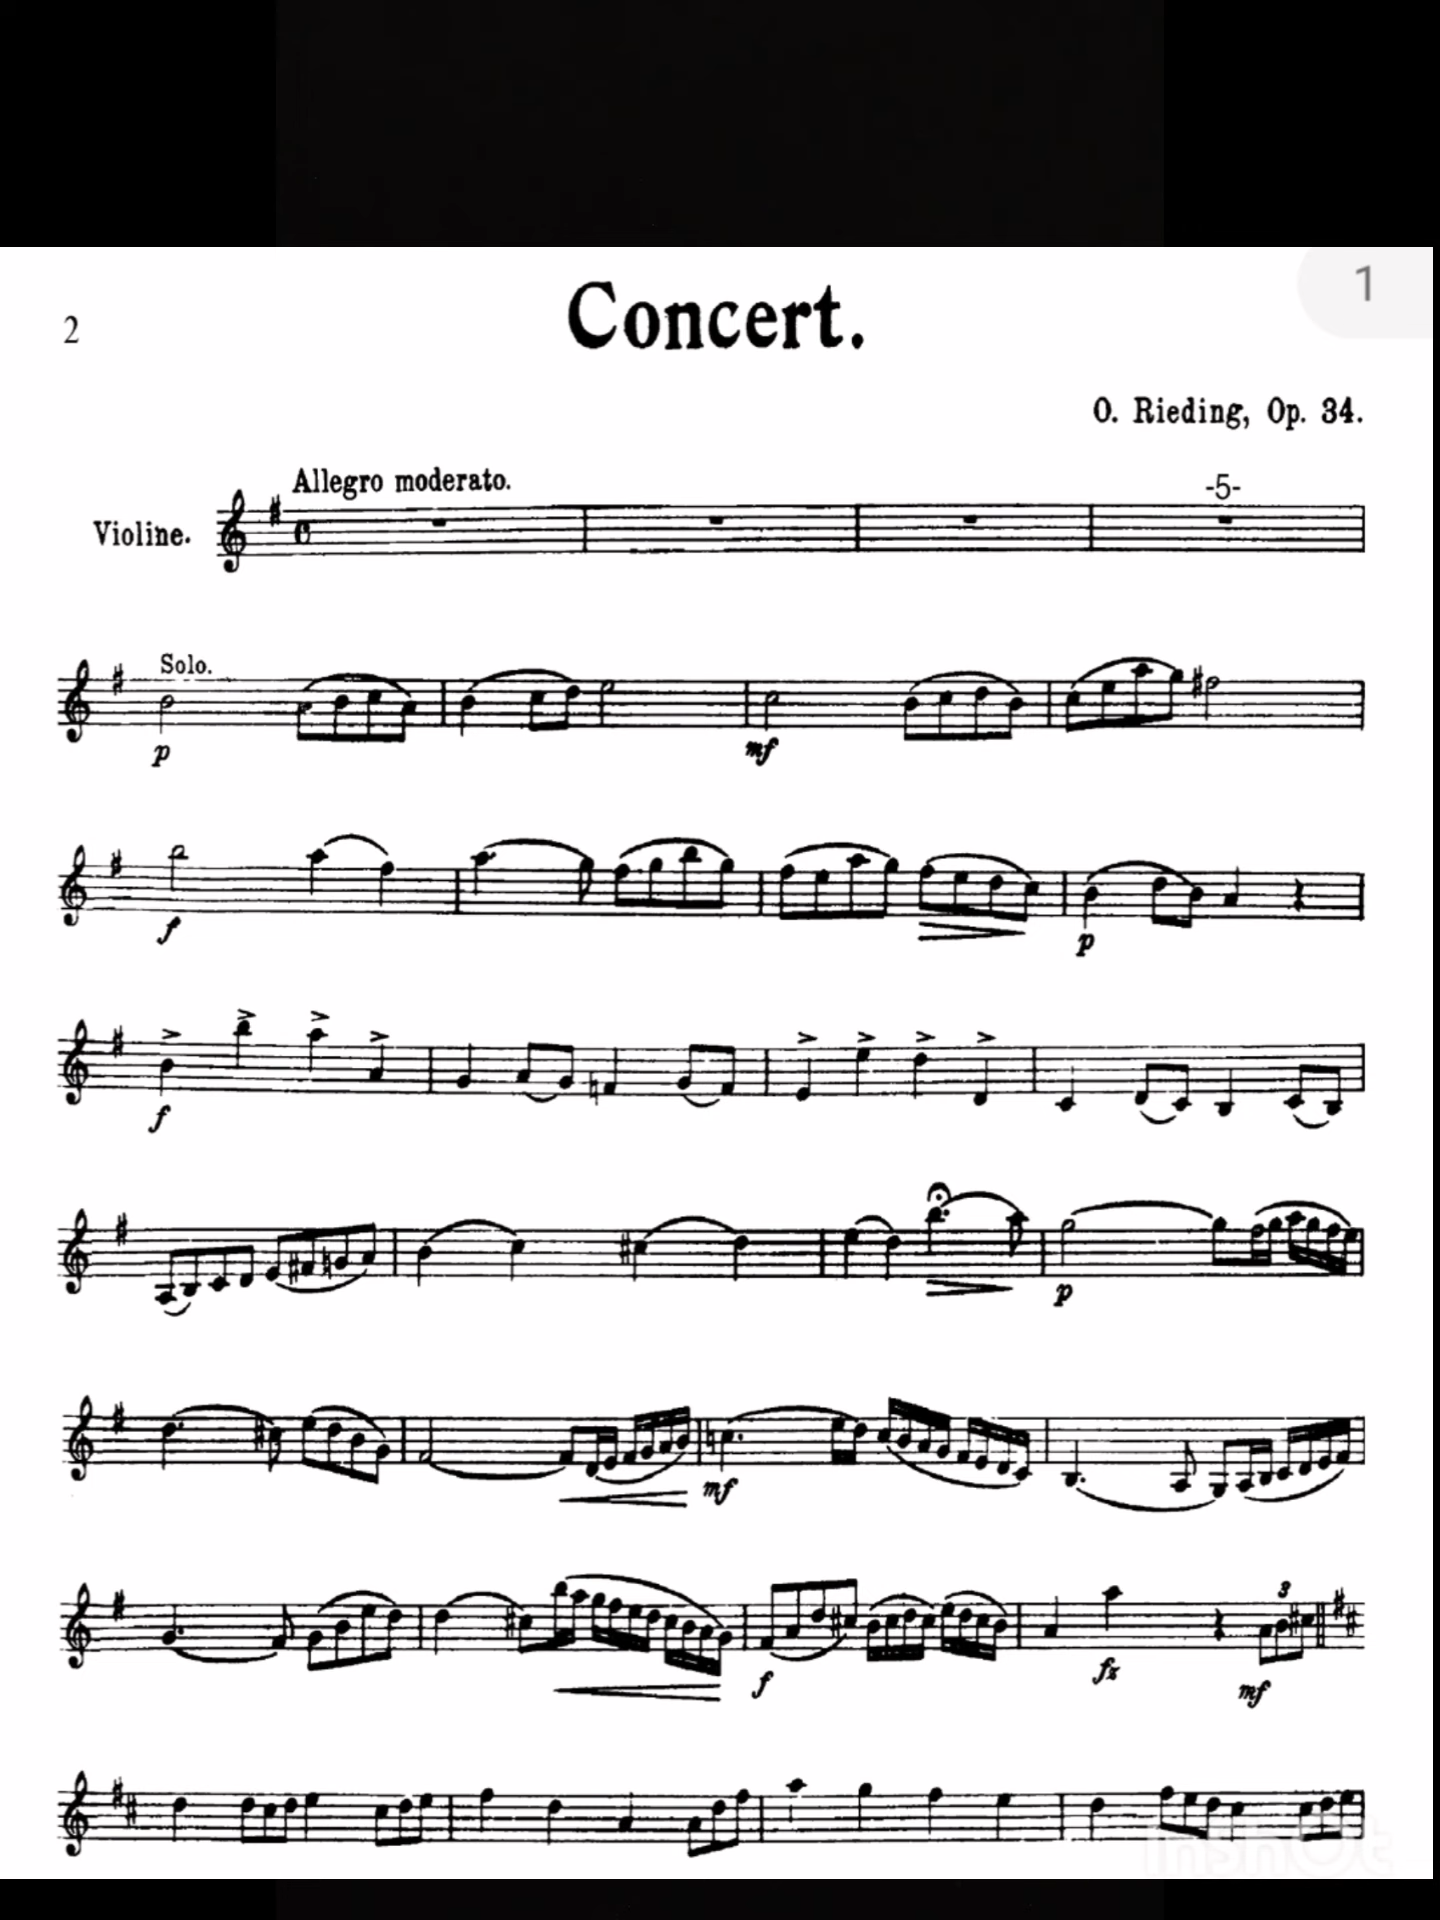 1
2
Concert.
O. Rieding, Op. 34.
Allegro moderato.
-5-
Violine.
Solo.
p
mf
f
p
f
p
mf
3
f
fz
mf